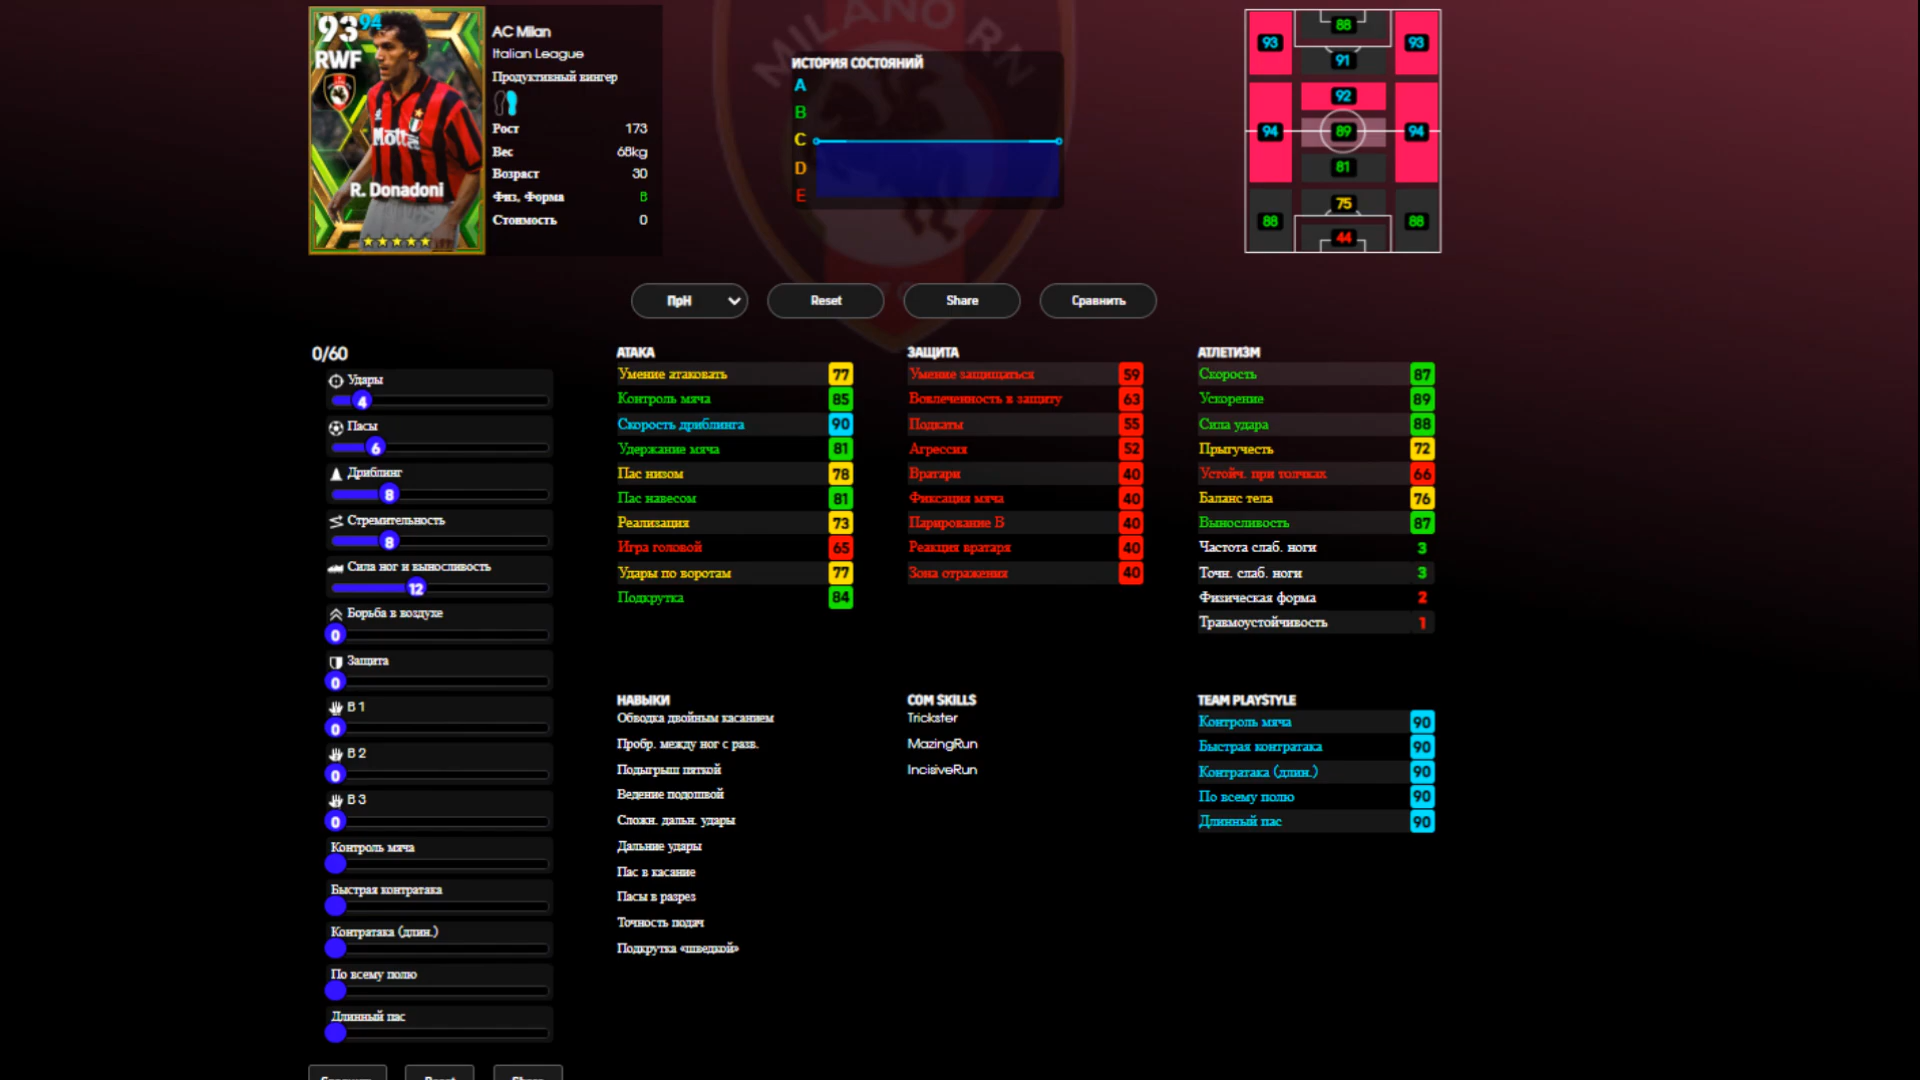 93 94
RWF
Motta
R. Donadoni
AC Milan
Italian League
Продуктивный вингер
Рост 173
Вес 68kg
Возраст 30
Физ, Форма B
Стоимость 0
MILANO RN
ИСТОРИЯ СОСТОЯНИЙ
A
B
C
D
E
88
93 93
91
92
94 89 94
81
75
88 88
44
ПрН
Reset
Share
Сравнить
0/60
Удары
4
Пасы
6
Дриблинг
8
Стремительность
8
Сила ног и выносливость
12
Борьба в воздухе
0
Защита
0
В 1
0
В 2
0
В 3
0
Контроль мяча
Быстрая контратака
Контратака (длин.)
По всему полю
Длинный пас
АТАКА
Умение атаковать 77
Контроль мяча 85
Скорость дриблинга 90
Удержание мяча 81
Пас низом 78
Пас навесом 81
Реализация 73
Игра головой 65
Удары по воротам 77
Подкрутка 84
ЗАЩИТА
Умение защищаться 59
Вовлеченность в защиту 63
Подкаты 55
Агрессия 52
Вратари 40
Фиксация мяча 40
Парирование В 40
Реакция вратаря 40
Зона отражения 40
АТЛЕТИЗМ
Скорость 87
Ускорение 89
Сила удара 88
Прыгучесть 72
Устойч. при толчках 66
Баланс тела 76
Выносливость 87
Частота слаб. ноги 3
Точн. слаб. ноги 3
Физическая форма 2
Травмоустойчивость 1
НАВЫКИ
Обводка двойным касанием
Пробр. между ног с разв.
Подыгрыш пяткой
Ведение подошвой
Сложн. дальн. удары
Дальние удары
Пас в касание
Пасы в разрез
Точность подач
Подкрутка «шведкой»
COM SKILLS
Trickster
MazingRun
IncisiveRun
TEAM PLAYSTYLE
Контроль мяча 90
Быстрая контратака 90
Контратака (длин.) 90
По всему полю 90
Длинный пас 90
Reset
Share